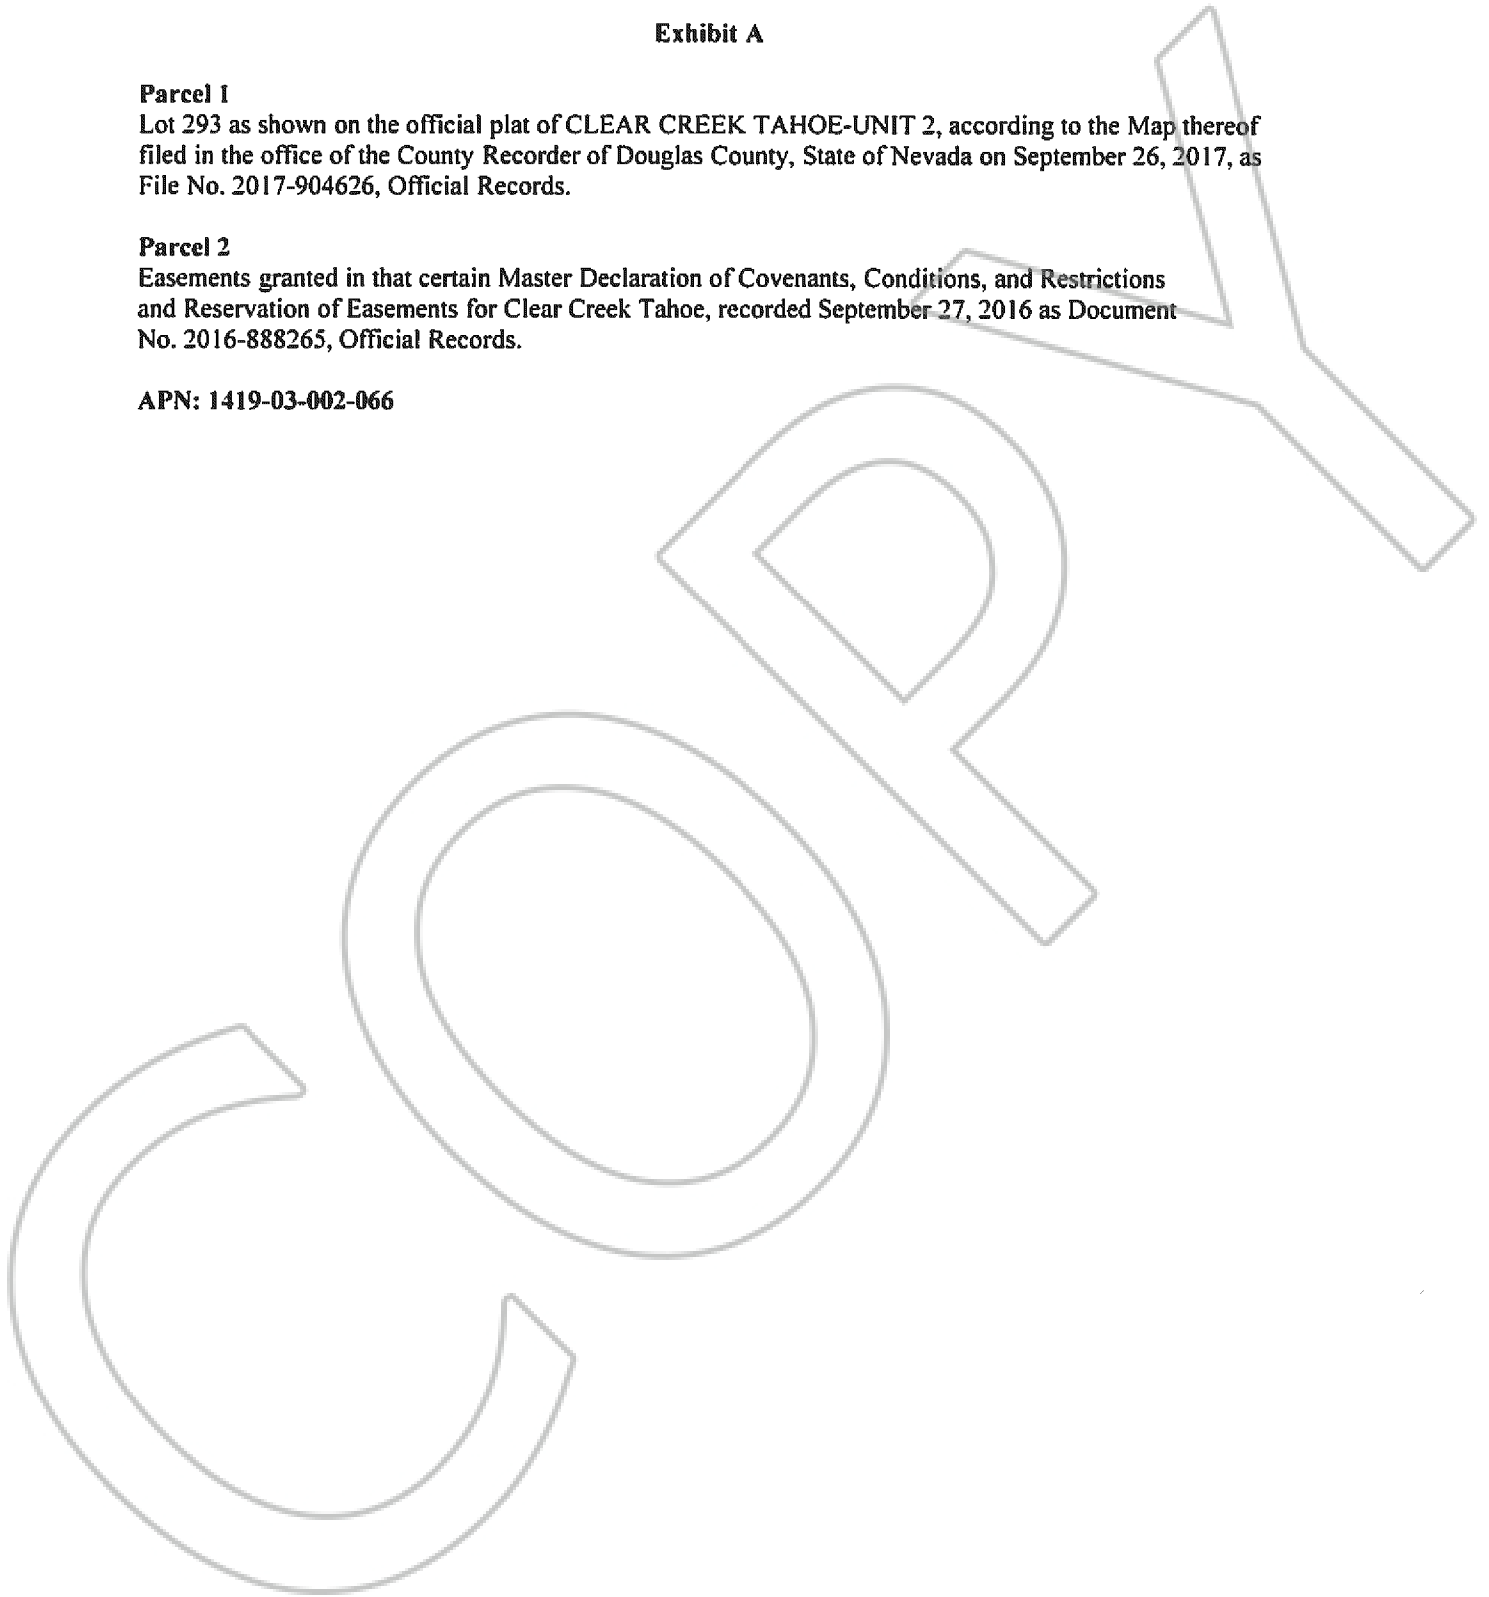 Exhibit A
Parcel 1
Lot 293 as shown on the official plat of CLEAR CREEK TAHOE-UNIT 2, according to the Map thereof
filed in the office of the County Recorder of Douglas County, State of Nevada on September 26, 2017, as
File No. 2017-904626, Official Records.
Parcel 2
Easements granted in that certain Master Declaration of Covenants, Conditions, and Restrictions
and Reservation of Easements for Clear Creek Tahoe, recorded September 27, 2016 as Document
No. 2016-888265, Official Records.
APN: 1419-03-002-066
COPY